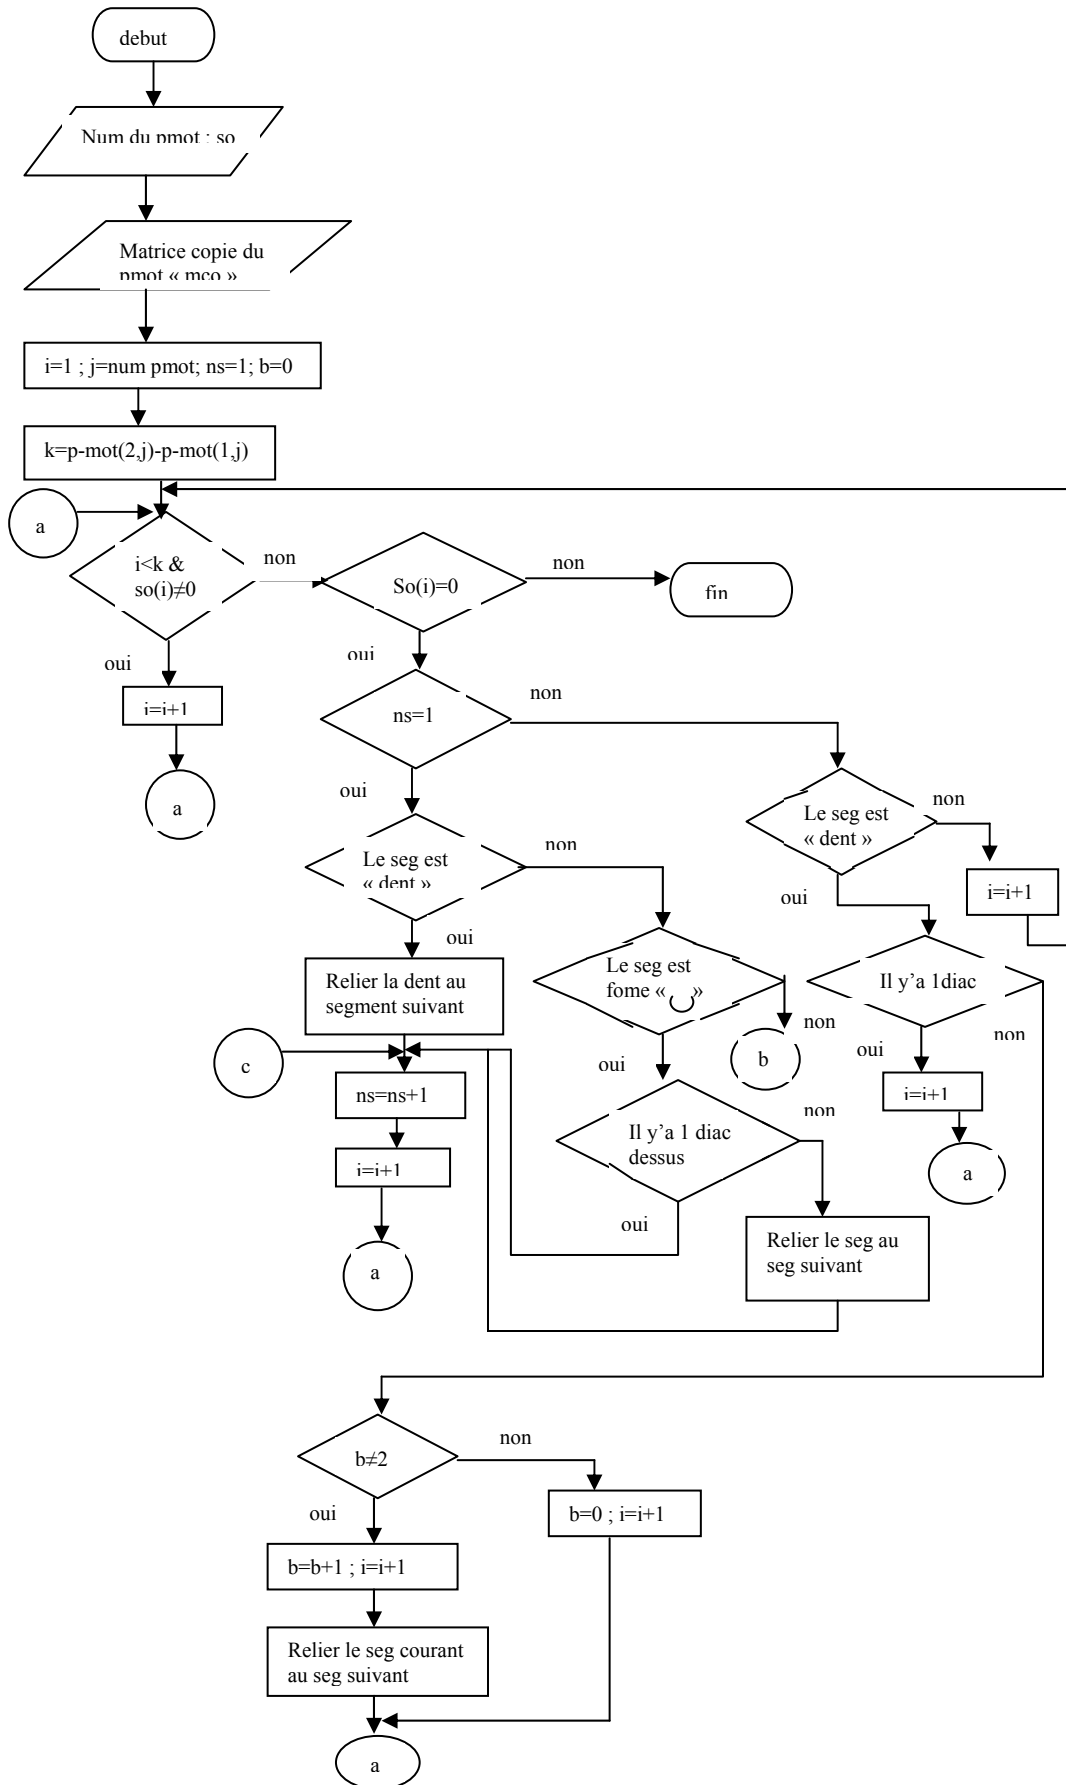 debut
Num du pmot : so
Matrice copie du
pmot « mco »
i=1 ; j=num pmot; ns=1; b=0
k=p-mot(2,j)-p-mot(1,j)
a
i<k &
so(i)≠0
non
So(i)=0
non
fin
oui
i=i+1
a
oui
ns=1
non
oui
Le seg est
« dent »
non
Le seg est
« dent »
non
i=i+1
oui
oui
Relier la dent au
segment suivant
Le seg est
fome « »
non
b
Il y’a 1diac
non
oui
i=i+1
a
c
ns=ns+1
i=i+1
a
oui
Il y’a 1 diac
dessus
non
oui
Relier le seg au
seg suivant
b≠2
non
b=0 ; i=i+1
oui
b=b+1 ; i=i+1
Relier le seg courant
au seg suivant
a